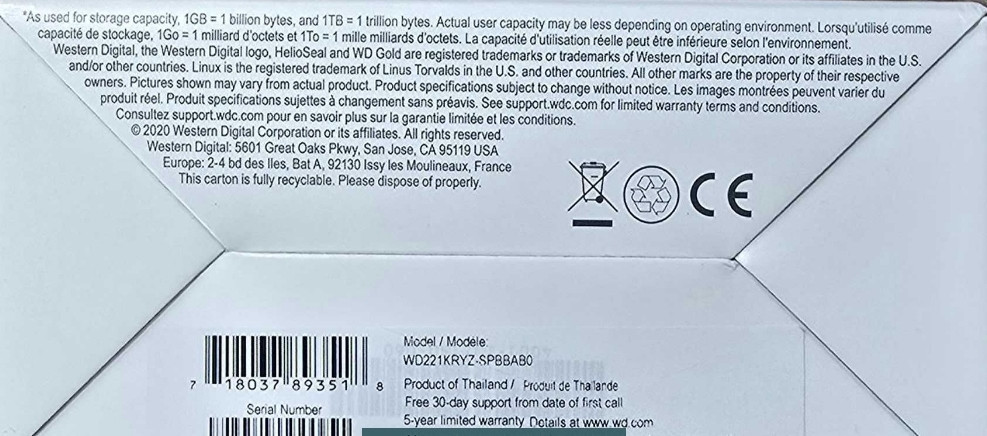 *As used for storage capacity, 1GB = 1 billion bytes, and 1TB = 1 trillion bytes. Actual user capacity may be less depending on operating environment. Lorsqu'utilisé comme
capacité de stockage, 1Go = 1 milliard d'octets et 1To = 1 mille milliards d'octets. La capacité d'utilisation réelle peut être inférieure selon l'environnement.
Western Digital, the Western Digital logo, HelioSeal and WD Gold are registered trademarks or trademarks of Western Digital Corporation or its affiliates in the U.S.
and/or other countries. Linux is the registered trademark of Linus Torvalds in the U.S. and other countries. All other marks are the property of their respective
owners. Pictures shown may vary from actual product. Product specifications subject to change without notice. Les images montrées peuvent varier du
produit réel. Produit specifications sujettes à changement sans préavis. See support.wdc.com for limited warranty terms and conditions.
Consultez support.wdc.com pour en savoir plus sur la garantie limitée et les conditions.
© 2020 Western Digital Corporation or its affiliates. All rights reserved.
Western Digital: 5601 Great Oaks Pkwy, San Jose, CA 95119 USA
Europe: 2-4 bd des Iles, Bat A, 92130 Issy les Moulineaux, France
This carton is fully recyclable. Please dispose of properly.
CE
Model / Modèle:
WD221KRYZ-SPBBAB0
7 18037 89351 8
Product of Thailand / Produit de Thaïlande
Free 30-day support from date of first call
Serial Number
5-year limited warranty Details at www.wd.com